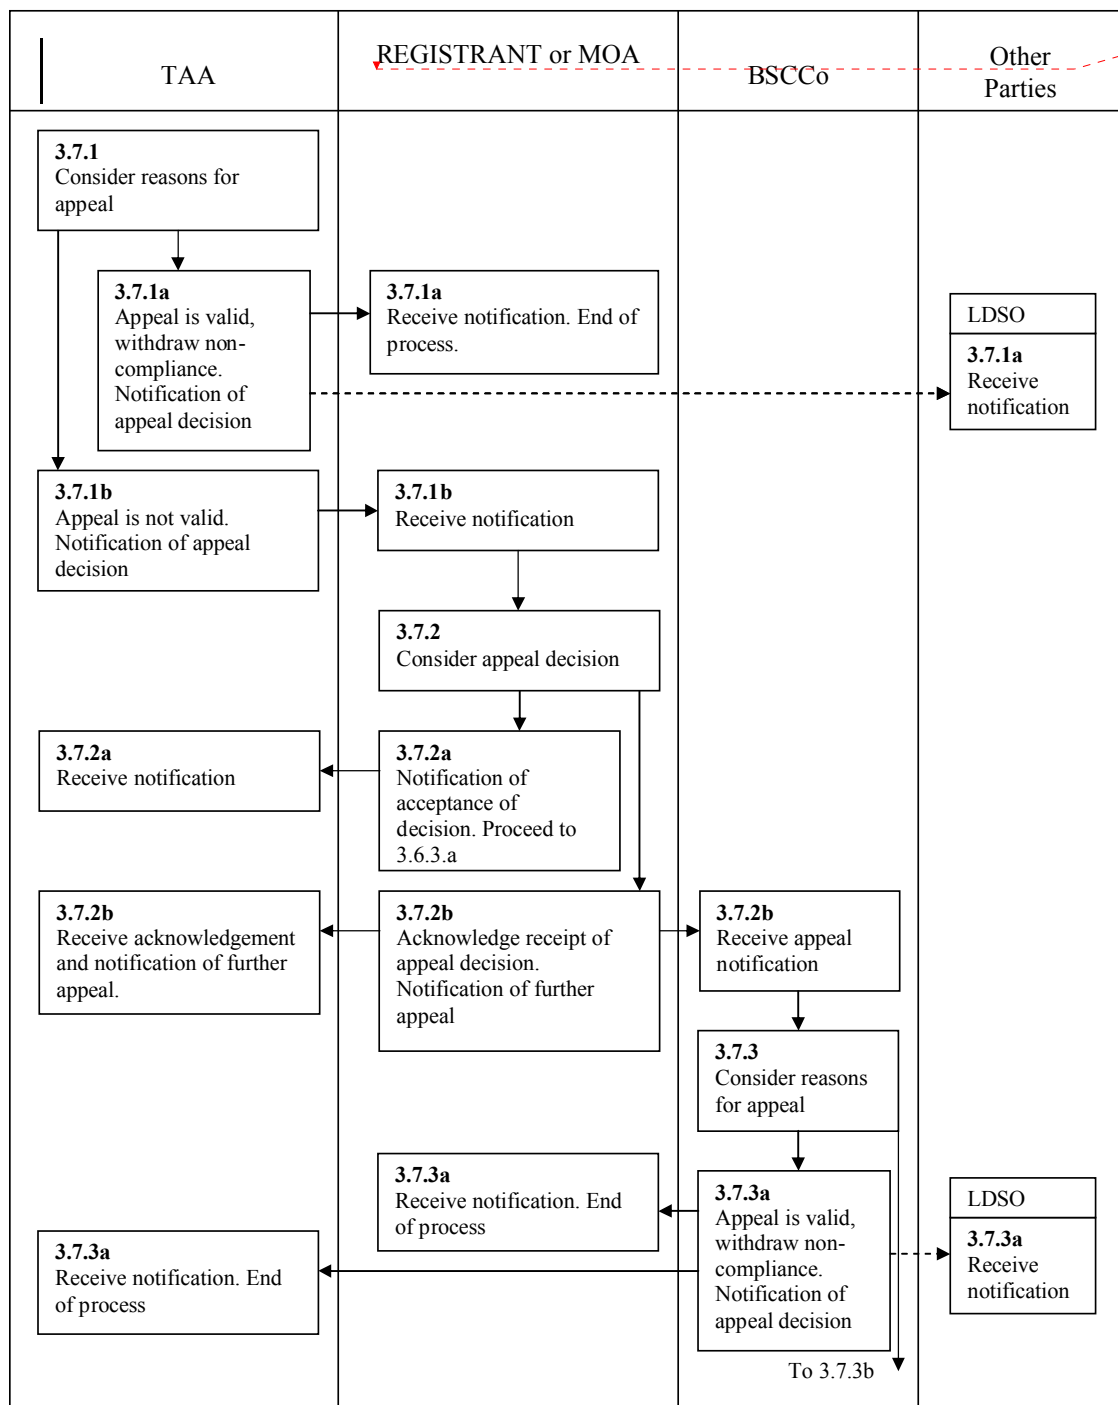 TAA
REGISTRANT or MOA
BSCCo
Other
Parties
3.7.1
Consider reasons for
appeal
3.7.1a
Appeal is valid,
withdraw non-
compliance.
Notification of
appeal decision
3.7.1a
Receive notification. End of
process.
LDSO
3.7.1a
Receive
notification
3.7.1b
Appeal is not valid.
Notification of appeal
decision
3.7.1b
Receive notification
3.7.2
Consider appeal decision
3.7.2a
Receive notification
3.7.2a
Notification of
acceptance of
decision. Proceed to
3.6.3.a
3.7.2b
Receive acknowledgement
and notification of further
appeal.
3.7.2b
Acknowledge receipt of
appeal decision.
Notification of further
appeal
3.7.2b
Receive appeal
notification
3.7.3
Consider reasons
for appeal
3.7.3a
Receive notification. End
of process
3.7.3a
Appeal is valid,
withdraw non-
compliance.
Notification of
appeal decision
LDSO
3.7.3a
Receive
notification
3.7.3a
Receive notification. End
of process
To 3.7.3b